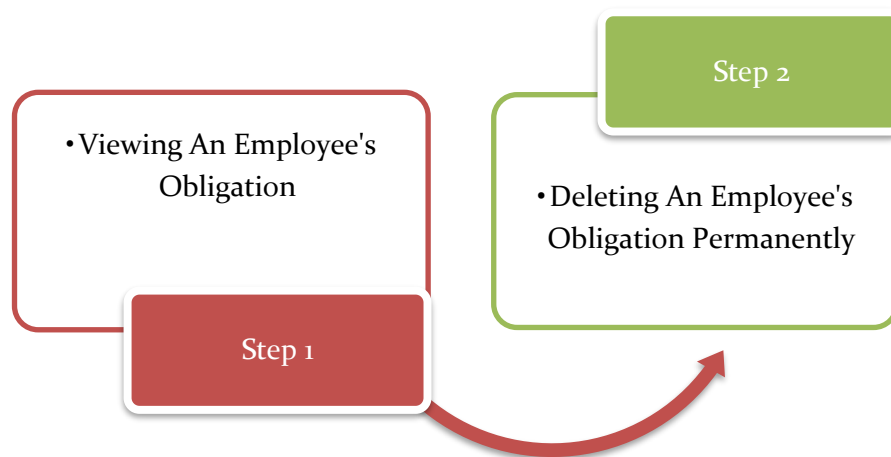 •Viewing An Employee's
Obligation
Step 1
Step 2
•Deleting An Employee's
Obligation Permanently